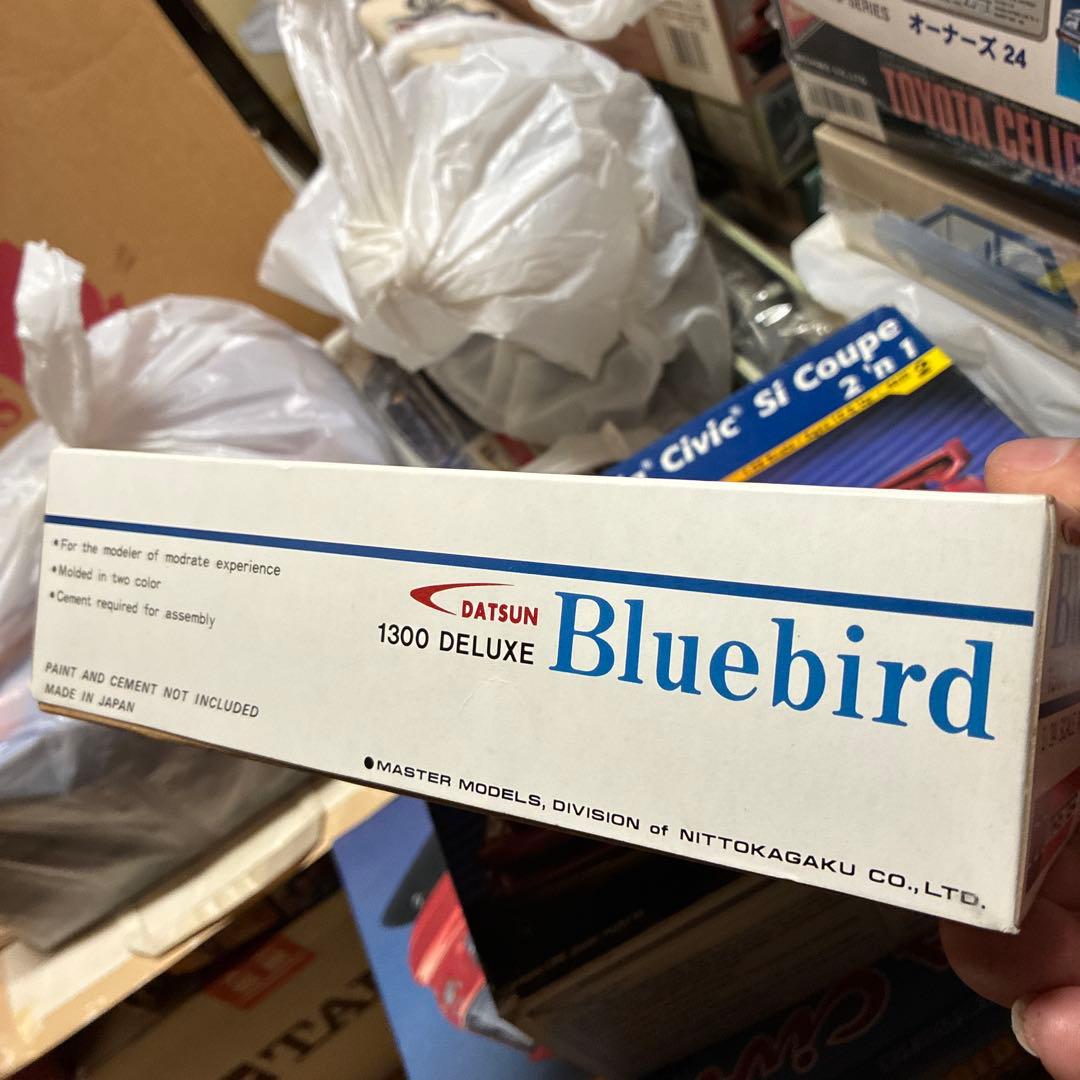 SERIES
オーナーズ 24
TOYOTA
Civic® Si Coupe
2 'n 1
*For the modeler of modrate experience
*Molded in two color
*Cement required for assembly
DATSUN
1300 DELUXE
Bluebird
PAINT AND CEMENT NOT INCLUDED
MADE IN JAPAN
●MASTER MODELS, DIVISION of NITTOKAGAKU CO., LTD.